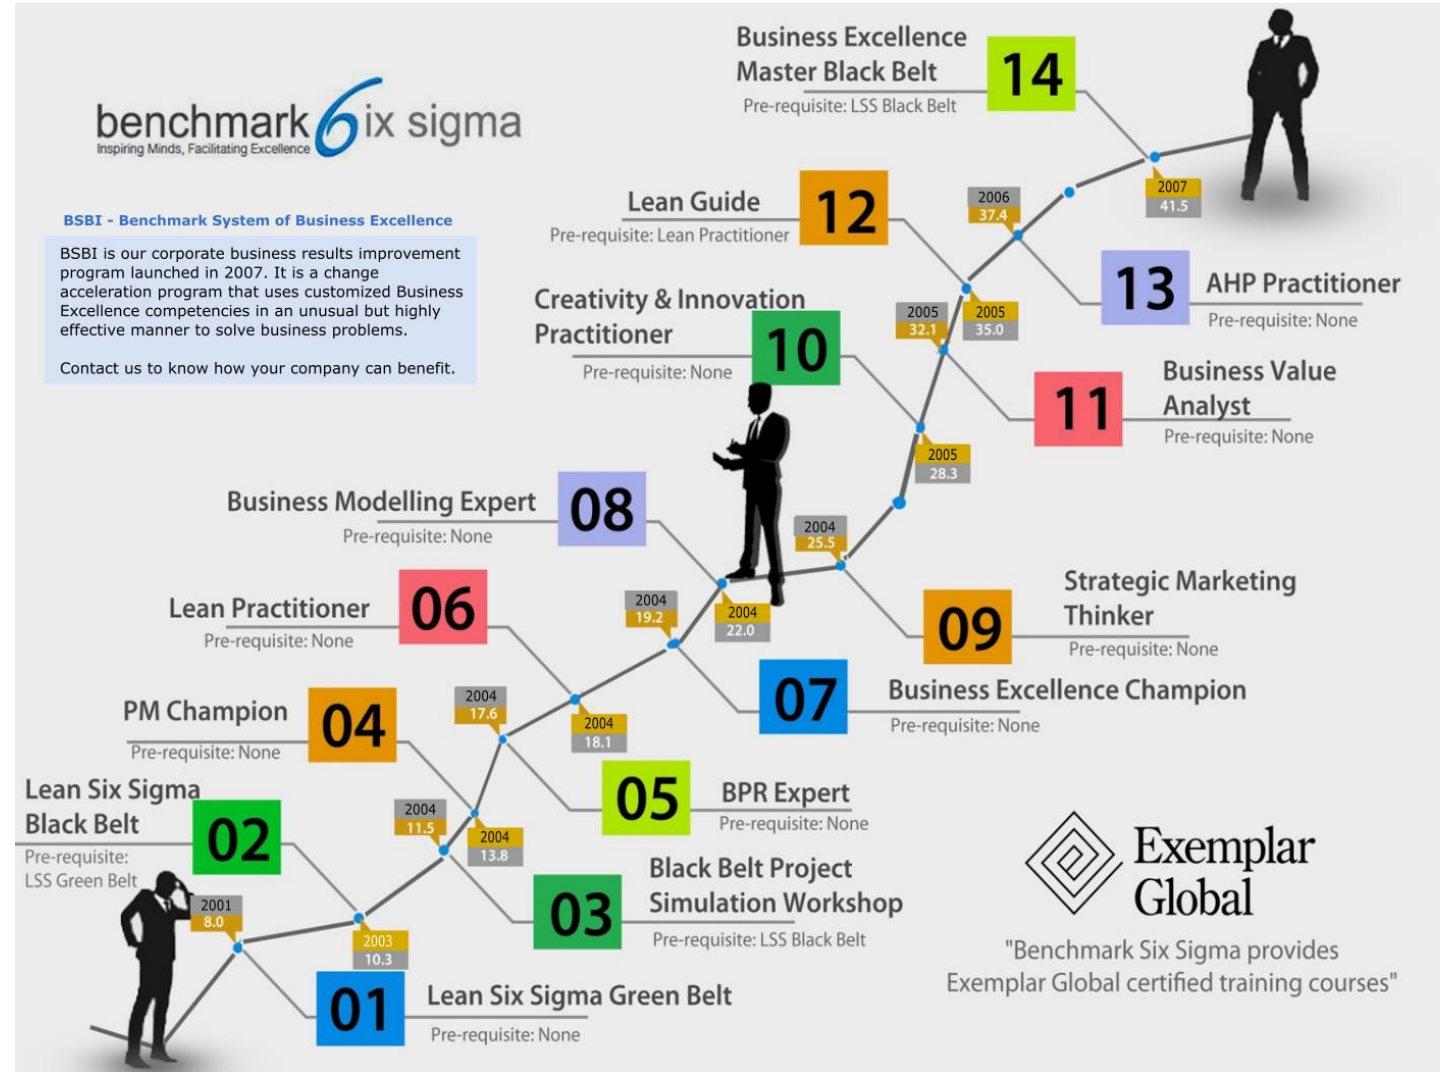 Business Excellence
Master Black Belt
Pre-requisite: LSS Black Belt
14
benchmark 6ix sigma
Inspiring Minds, Facilitating Excellence
2007
41.5
Lean Guide
Pre-requisite: Lean Practitioner
12
2006
37.4
BSBI - Benchmark System of Business Excellence
BSBI is our corporate business results improvement
program launched in 2007. It is a change
acceleration program that uses customized Business
Excellence competencies in an unusual but highly
effective manner to solve business problems.
Contact us to know how your company can benefit.
13
AHP Practitioner
Pre-requisite: None
Creativity & Innovation
Practitioner
Pre-requisite: None
10
2005
32.1
2005
35.0
11
Business Value
Analyst
Pre-requisite: None
2005
28.3
Business Modelling Expert
Pre-requisite: None
08
2004
25.5
Lean Practitioner
Pre-requisite: None
06
2004
19.2
2004
22.0
09
Strategic Marketing
Thinker
Pre-requisite: None
07
Business Excellence Champion
Pre-requisite: None
PM Champion
Pre-requisite: None
04
2004
17.6
2004
18.1
05
BPR Expert
Pre-requisite: None
Lean Six Sigma
Black Belt
Pre-requisite:
LSS Green Belt
02
2004
11.5
2004
13.8
03
Black Belt Project
Simulation Workshop
Pre-requisite: LSS Black Belt
2001
8.0
2003
10.3
01
Lean Six Sigma Green Belt
Pre-requisite: None
Exemplar
Global
"Benchmark Six Sigma provides
Exemplar Global certified training courses"